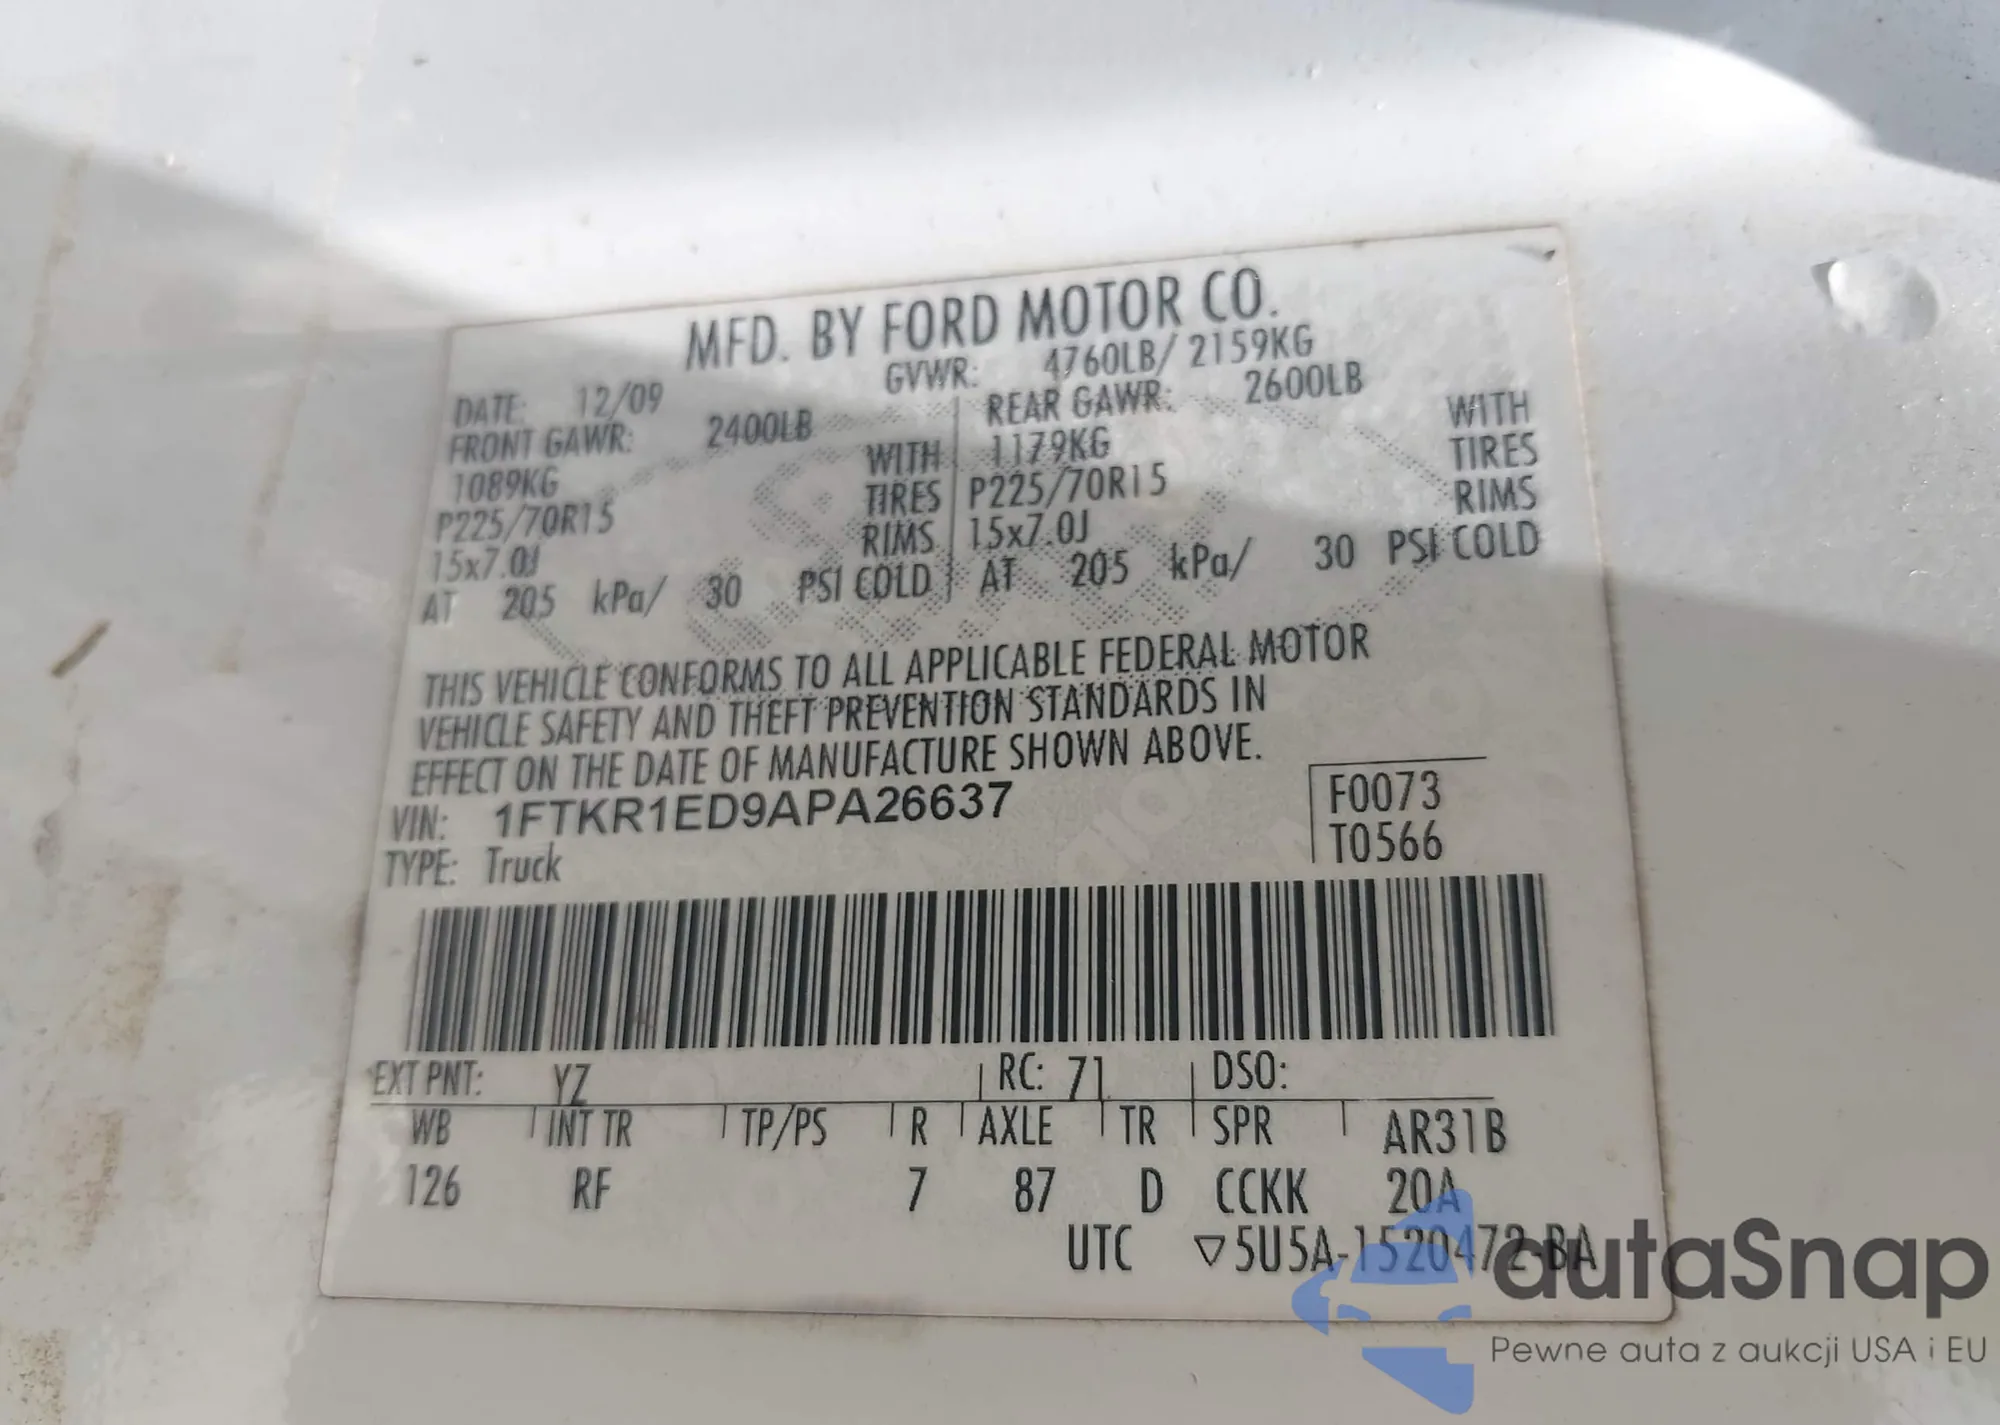 MFD. BY FORD MOTOR CO.
DATE: 12/09 GVWR: 4760LB/ 2159KG
FRONT GAWR: 2400LB REAR GAWR: 2600LB
1089KG WITH 1179KG WITH
P225/70R15 TIRES P225/70R15 TIRES
15x7.0J RIMS 15x7.0J RIMS
AT 205 kPa/ 30 PSI COLD AT 205 kPa/ 30 PSI COLD
THIS VEHICLE CONFORMS TO ALL APPLICABLE FEDERAL MOTOR
VEHICLE SAFETY AND THEFT PREVENTION STANDARDS IN
EFFECT ON THE DATE OF MANUFACTURE SHOWN ABOVE.
VIN: 1FTKR1ED9APA26637 F0073
TYPE: Truck T0566
EXT PNT: YZ RC: 71 DSO:
WB INT TR TP/PS R AXLE TR SPR AR31B
126 RF 7 87 D CCKK 20A
UTC ▽5U5A-1520472-BA
autaSnap
Pewne auta z aukcji USA i EU